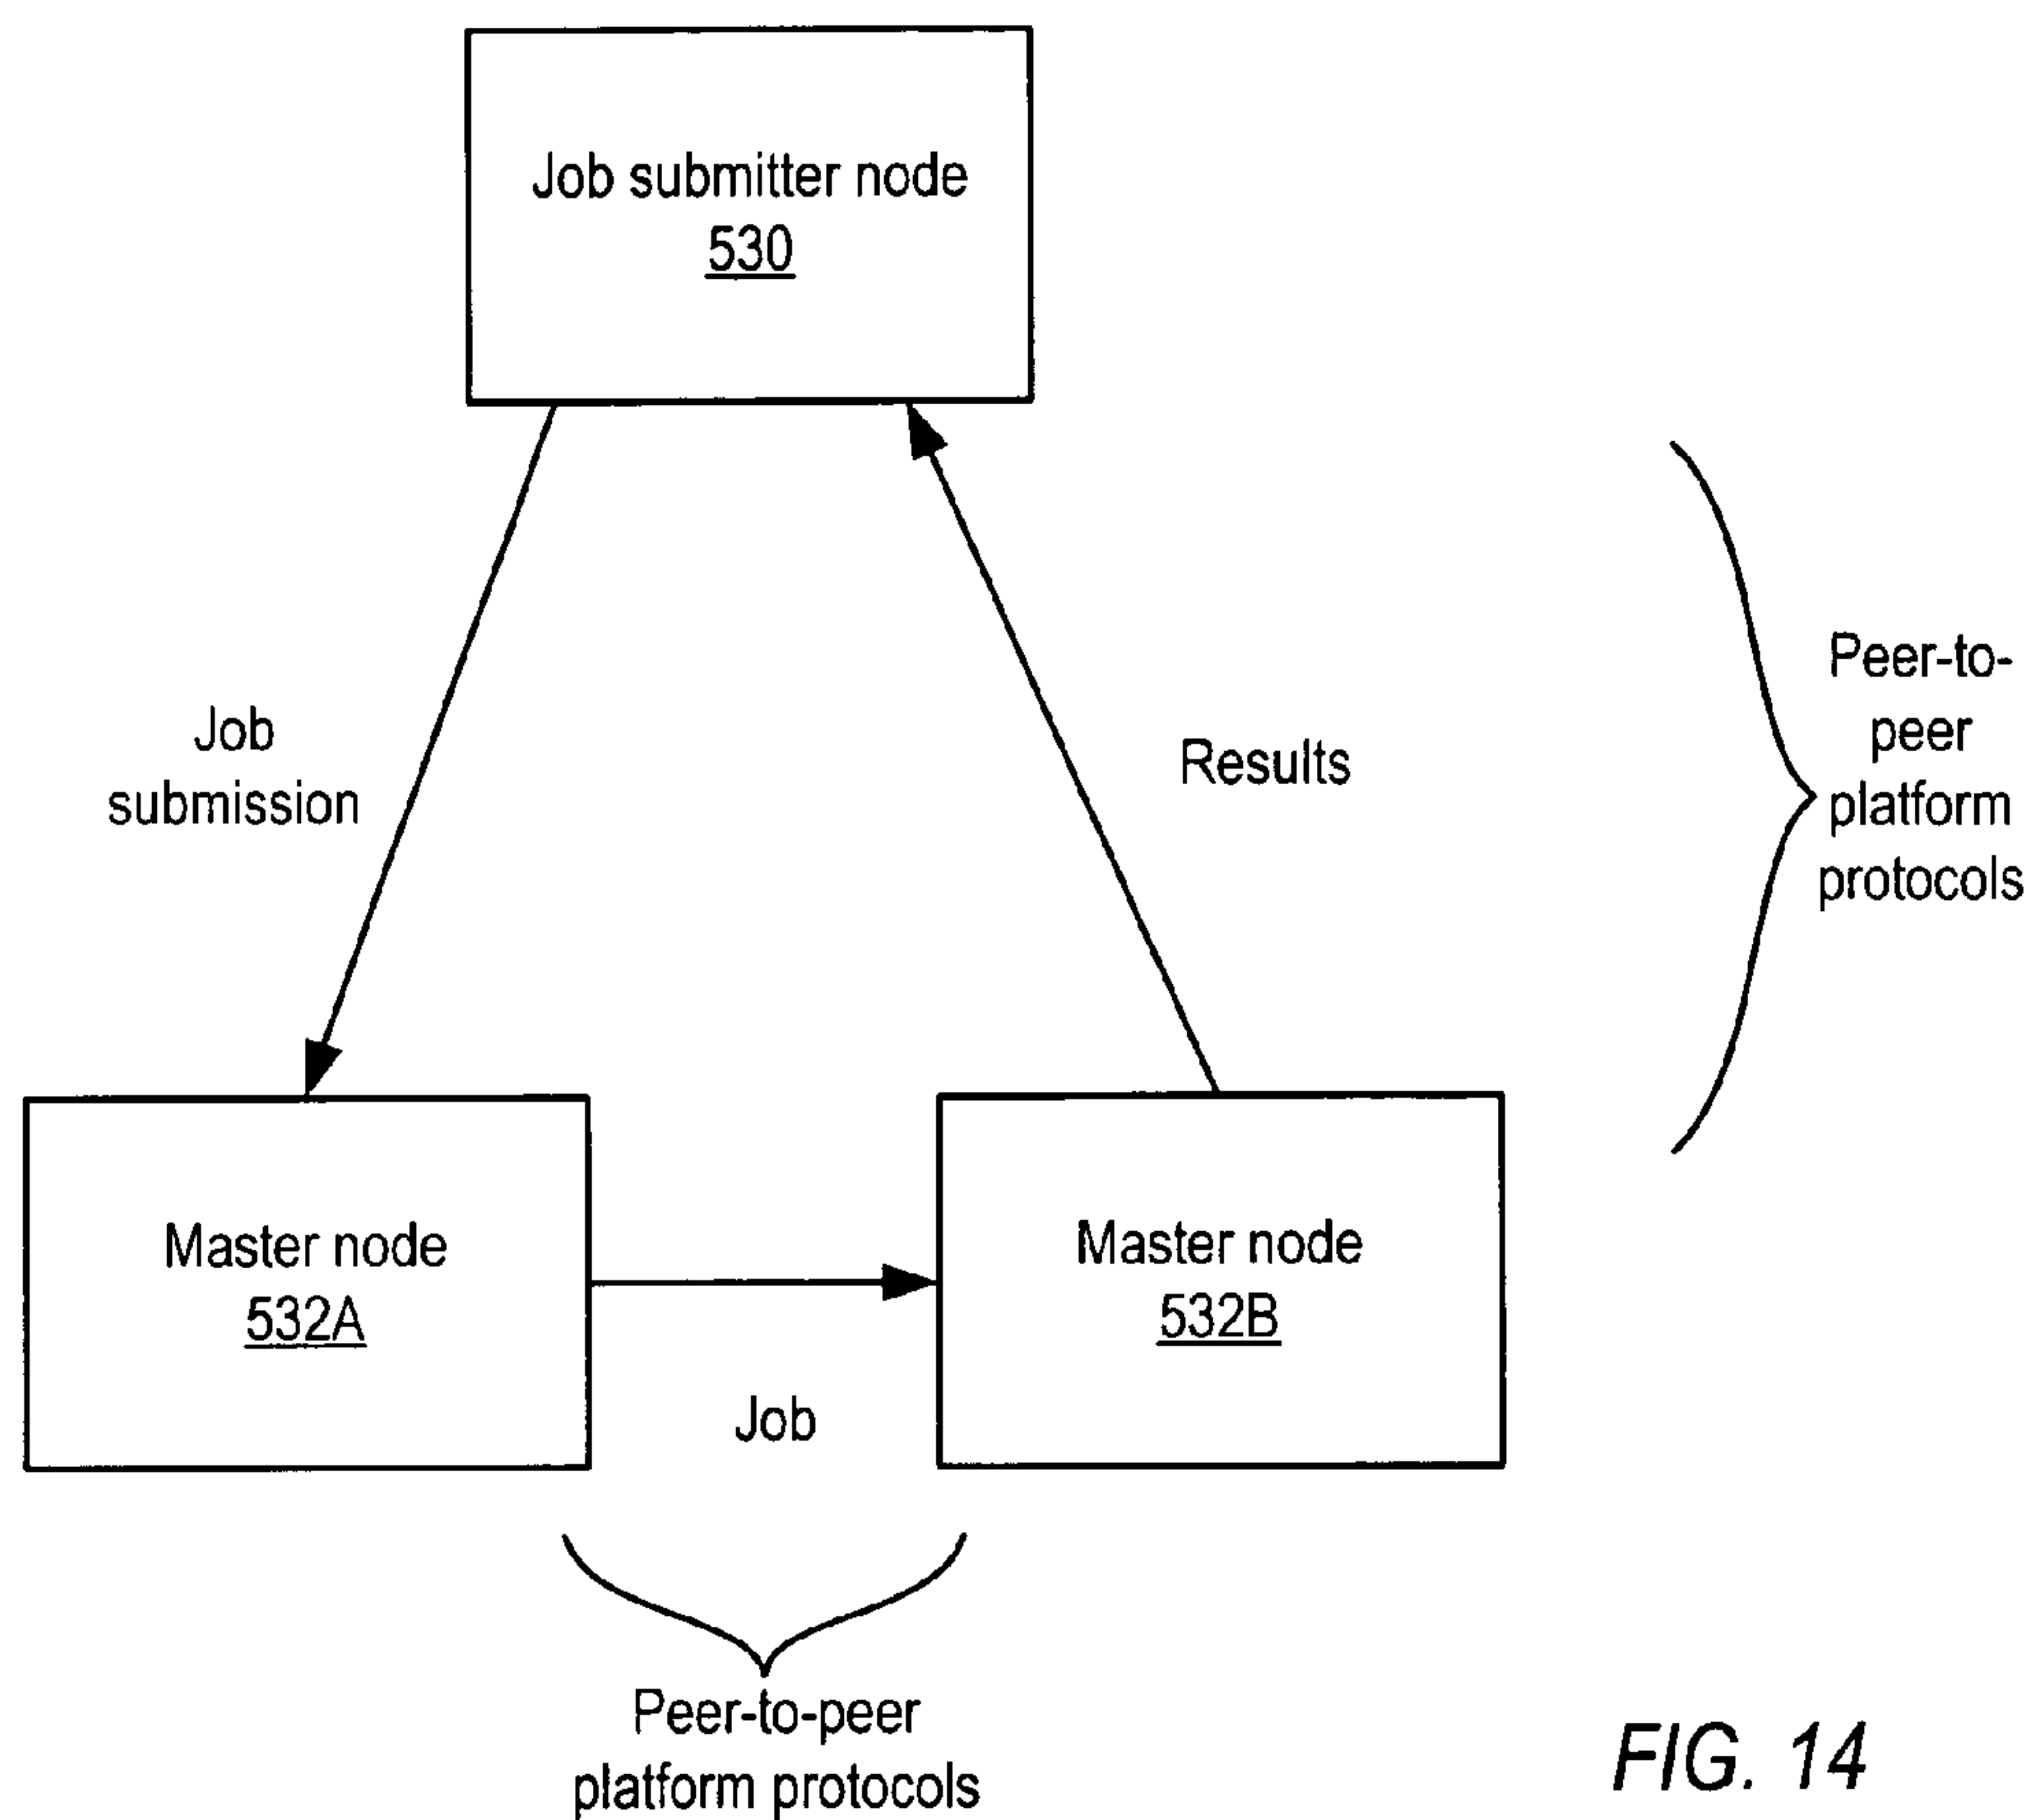 Job submitter node
530
Job
submission
Results
Peer-to-
peer
platform
protocols
Master node
532A
Master node
532B
Job
Peer-to-peer
platform protocols
FIG. 14